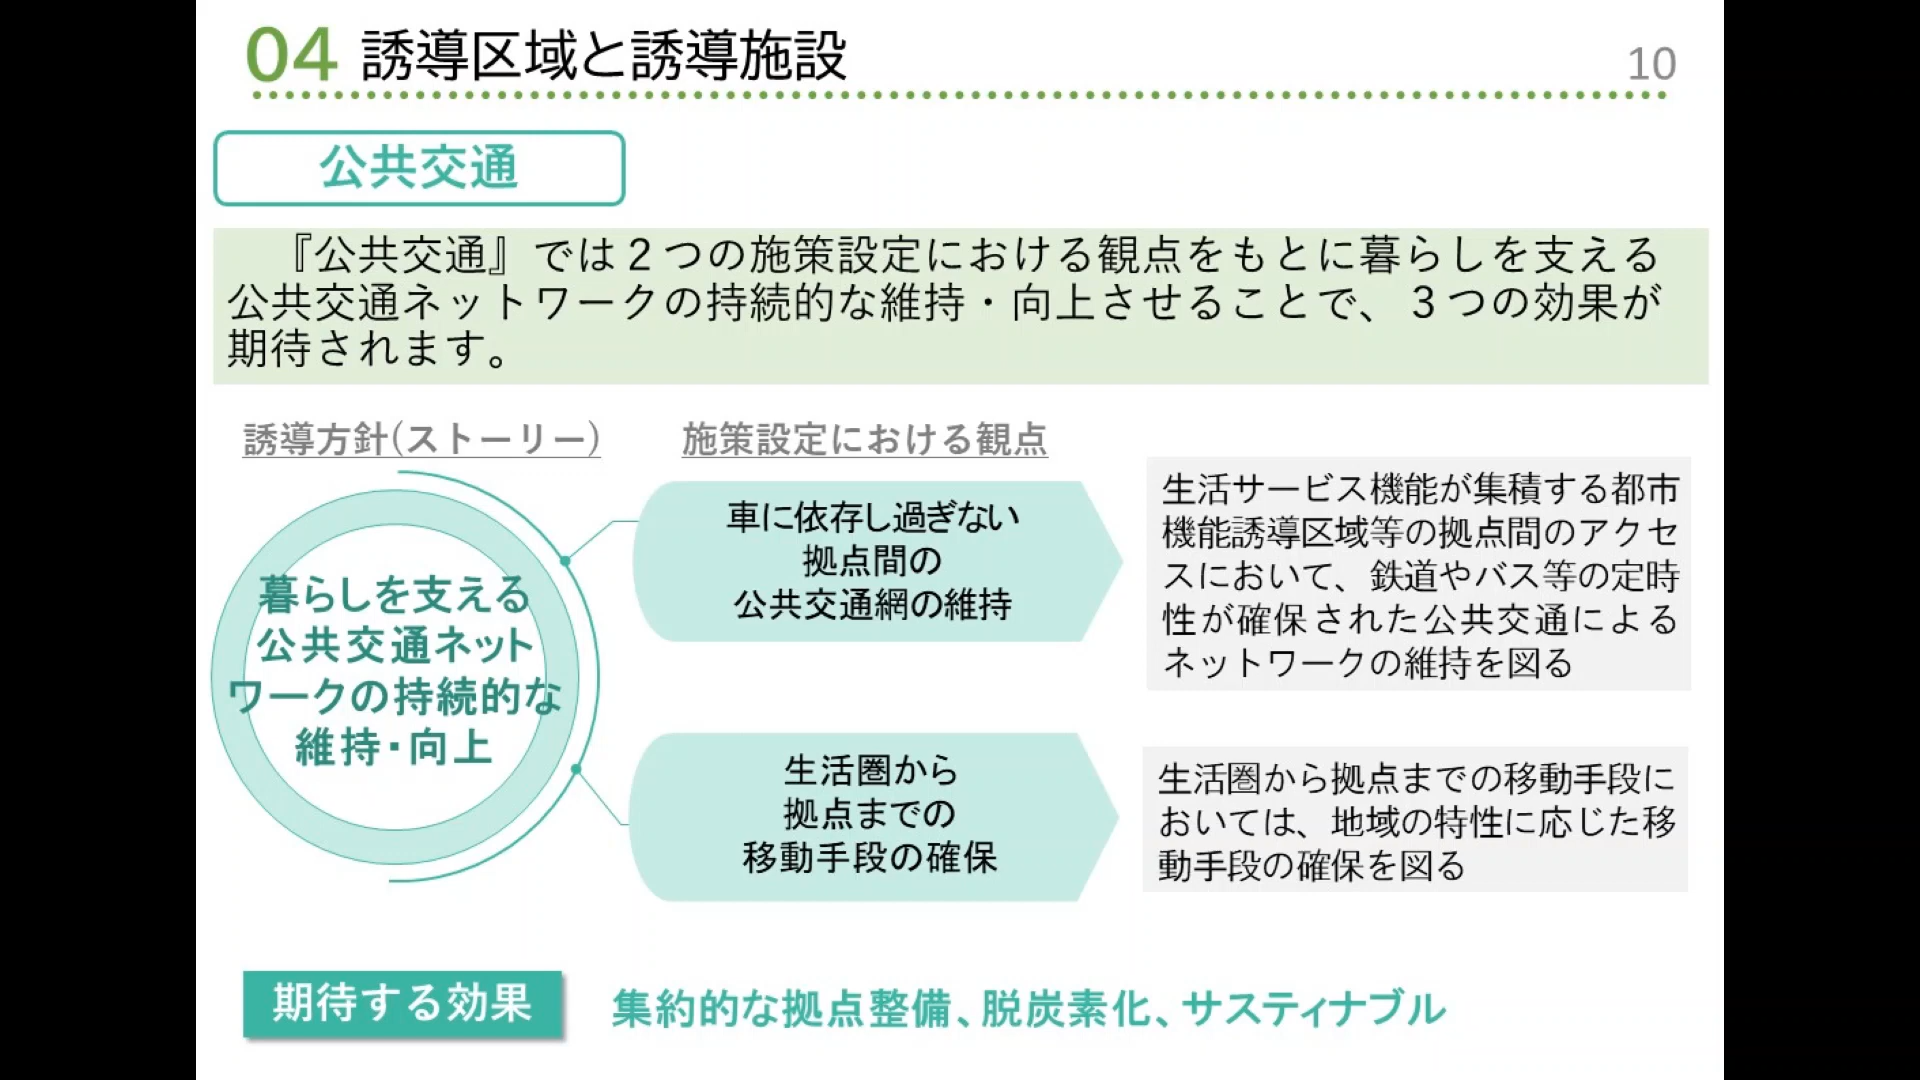 04 誘導区域と誘導施設
10
公共交通
『公共交通』では２つの施策設定における観点をもとに暮らしを支える
公共交通ネットワークの持続的な維持・向上させることで、３つの効果が
期待されます。
誘導方針(ストーリー)
施策設定における観点
暮らしを支える
公共交通ネット
ワークの持続的な
維持・向上
車に依存し過ぎない
拠点間の
公共交通網の維持
生活サービス機能が集積する都市
機能誘導区域等の拠点間のアクセ
スにおいて、鉄道やバス等の定時
性が確保された公共交通による
ネットワークの維持を図る
生活圏から
拠点までの
移動手段の確保
生活圏から拠点までの移動手段に
おいては、地域の特性に応じた移
動手段の確保を図る
期待する効果
集約的な拠点整備、脱炭素化、サスティナブル